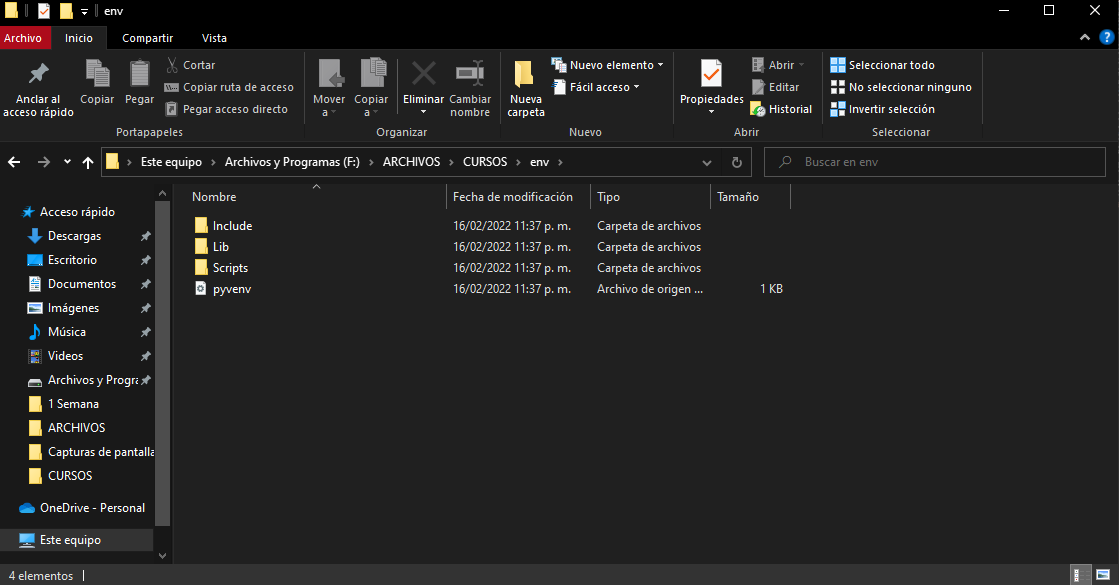 env
Archivo Inicio Compartir Vista
Anclar al acceso rápido
Copiar
Pegar
Cortar
Copiar ruta de acceso
Pegar acceso directo
Portapapeles
Mover a
Copiar a
Eliminar
Cambiar nombre
Organizar
Nueva carpeta
Nuevo elemento
Fácil acceso
Nuevo
Propiedades
Abrir
Editar
Historial
Abrir
Seleccionar todo
No seleccionar ninguno
Invertir selección
Seleccionar
Este equipo > Archivos y Programas (F:) > ARCHIVOS > CURSOS > env >
Buscar en env
Acceso rápido
Descargas
Escritorio
Documentos
Imágenes
Música
Videos
Archivos y Progra
1 Semana
ARCHIVOS
Capturas de pantalla
CURSOS
OneDrive - Personal
Este equipo
Nombre Fecha de modificación Tipo Tamaño
Include 16/02/2022 11:37 p. m. Carpeta de archivos
Lib 16/02/2022 11:37 p. m. Carpeta de archivos
Scripts 16/02/2022 11:37 p. m. Carpeta de archivos
pyvenv 16/02/2022 11:37 p. m. Archivo de origen ... 1 KB
4 elementos